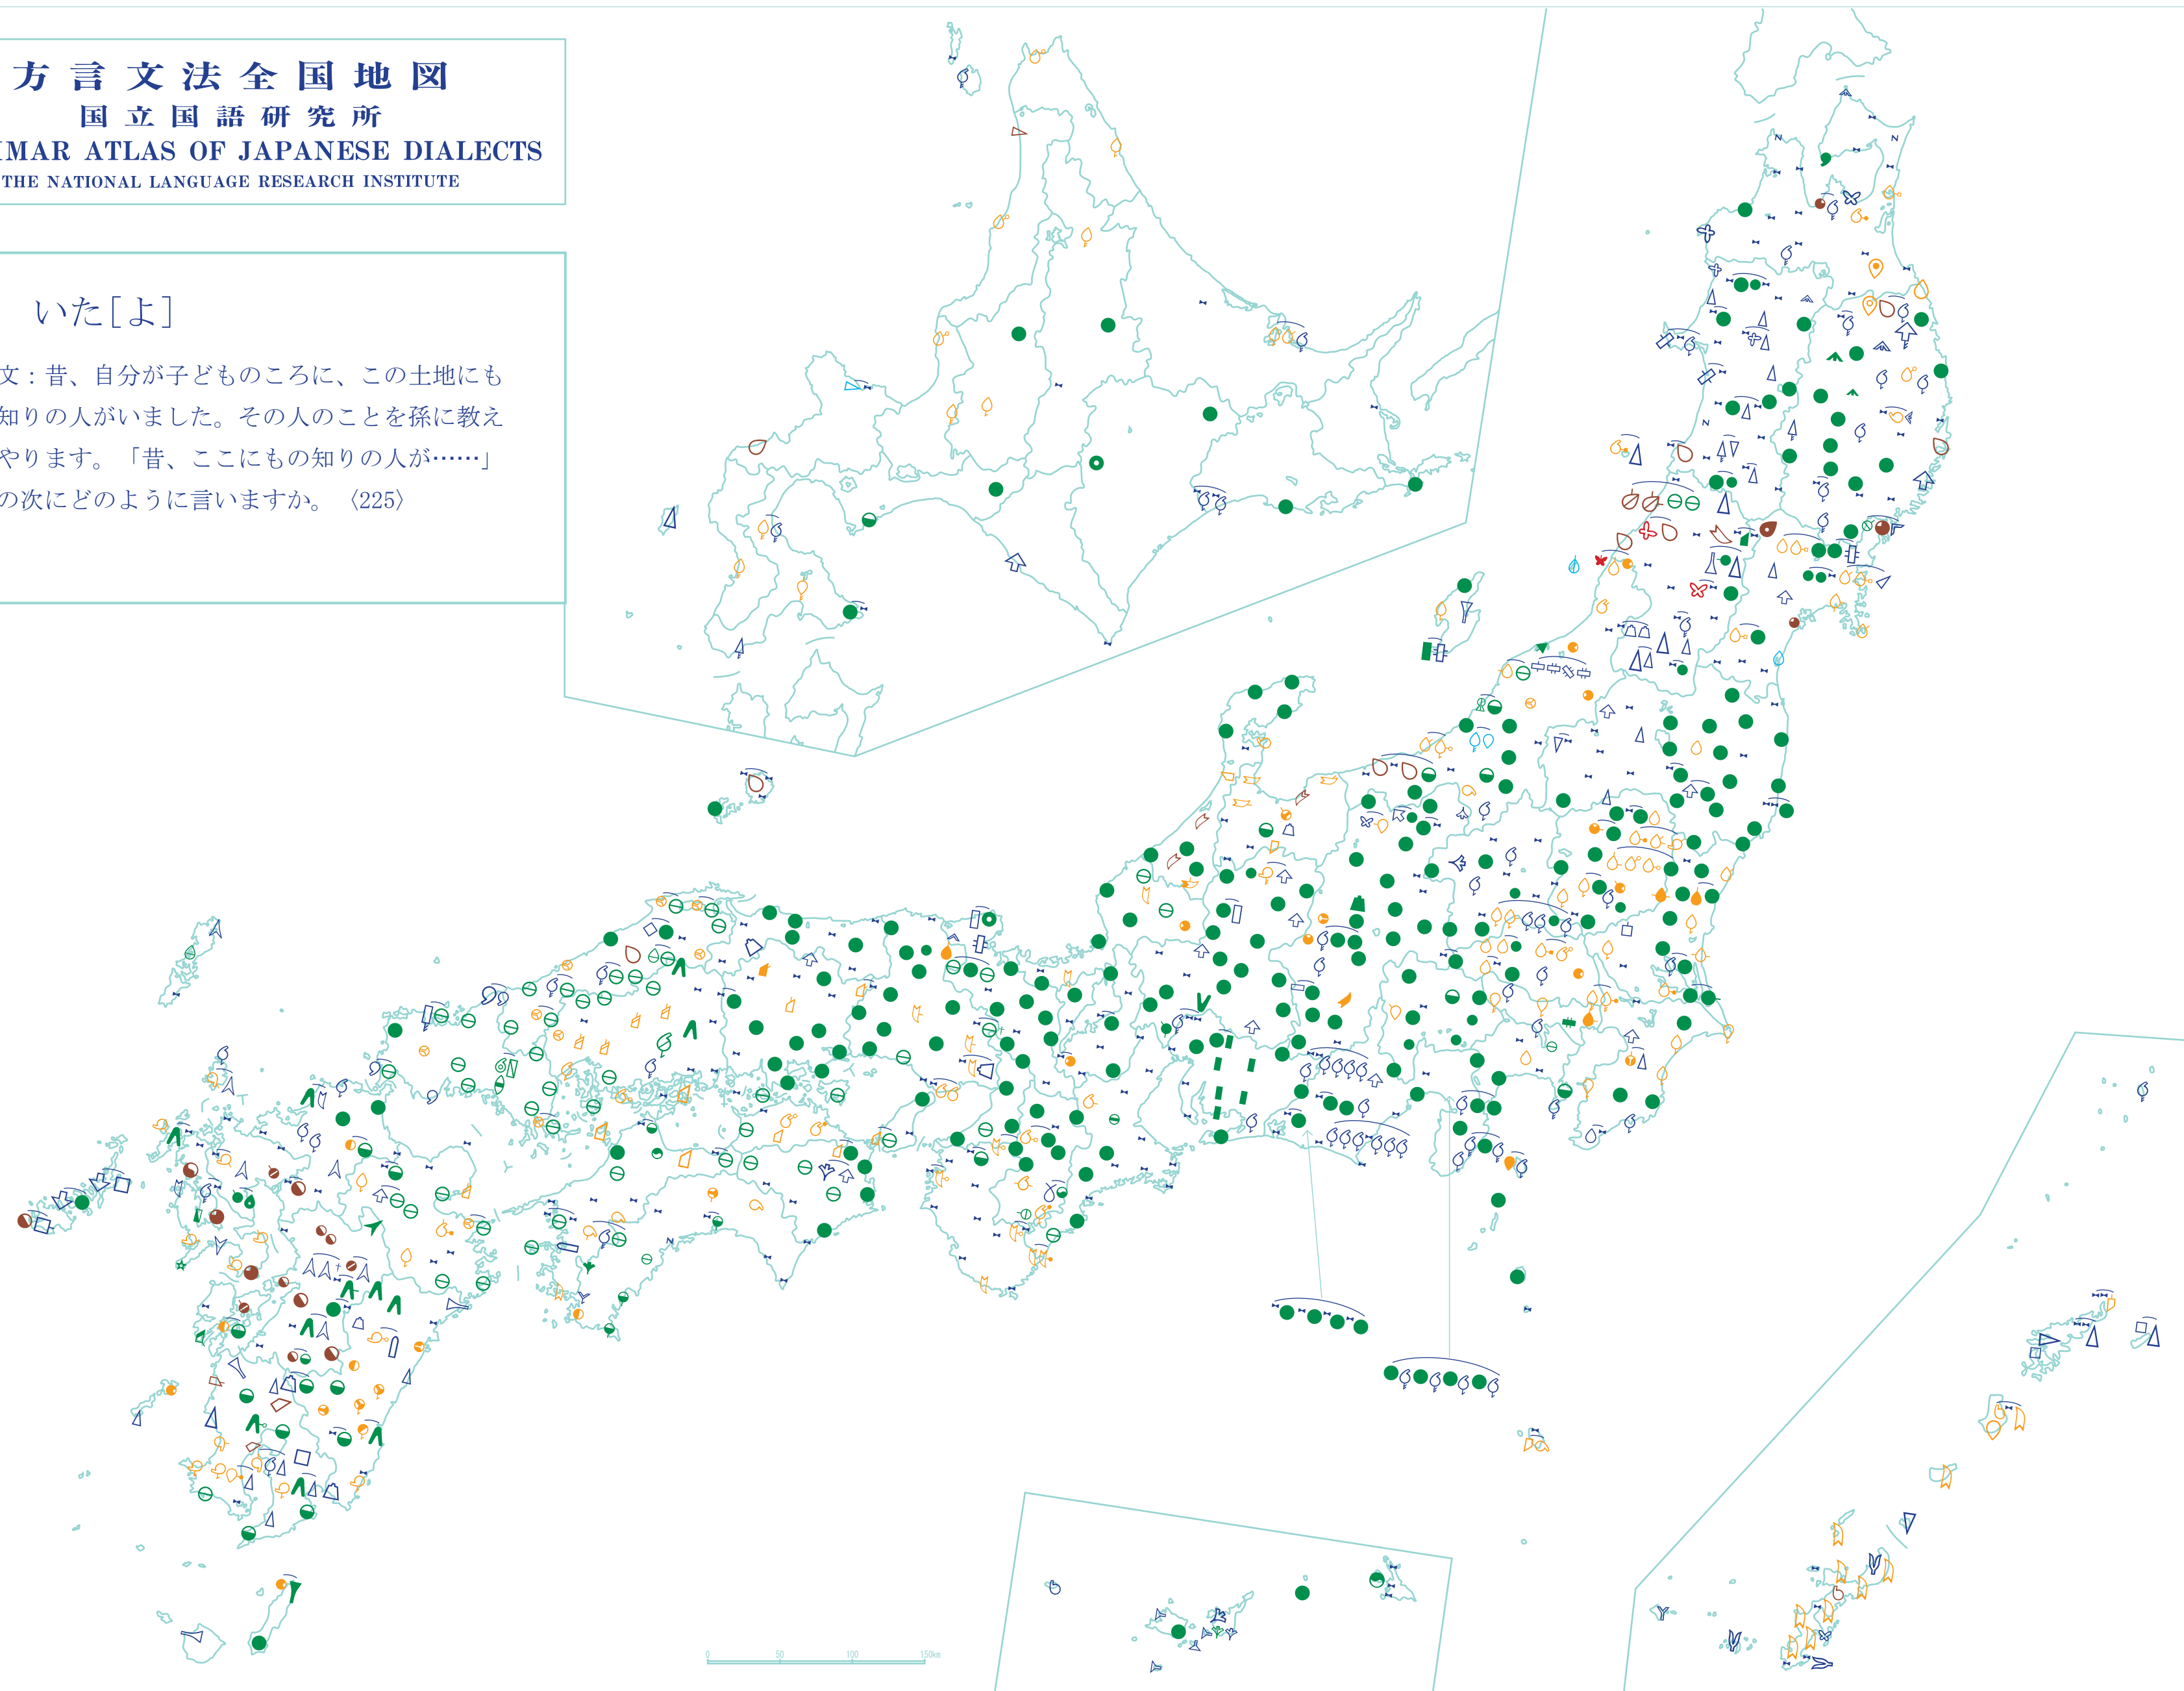 方言文法全国地図
国立国語研究所
MAR ATLAS OF JAPANESE DIALECTS
THE NATIONAL LANGUAGE RESEARCH INSTITUTE
いた[よ]
文：昔、自分が子どものころに、この土地にも
知りの人がいました。その人のことを孫に教え
やります。「昔、ここにもの知りの人が……」
の次にどのように言いますか。〈225〉
0 50 100 150km